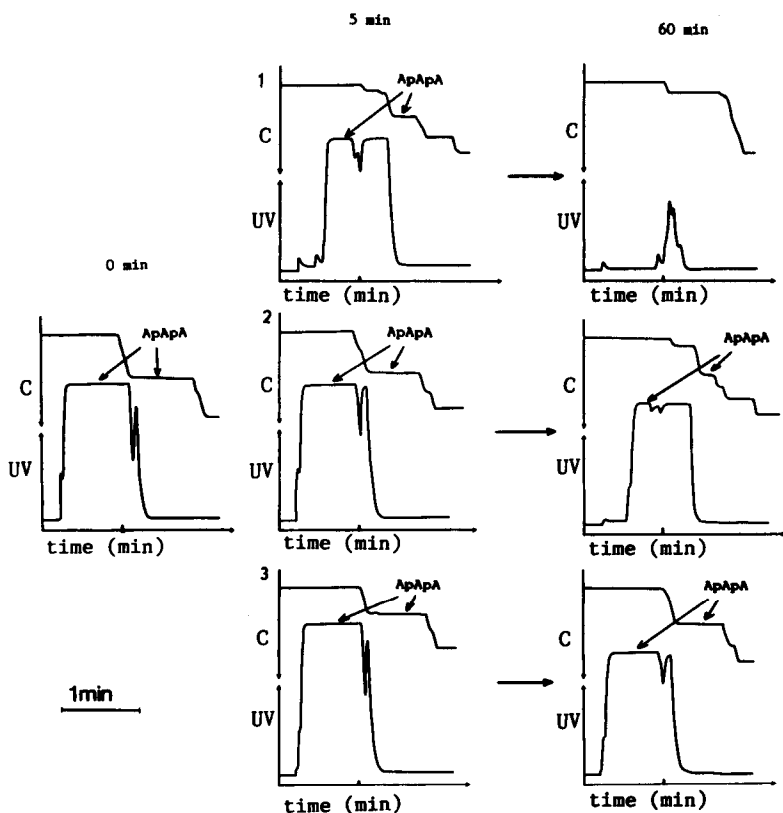 5 min
60 min
1
ApApA
C
UV
time (min)
C
UV
time (min)
0 min
ApApA
C
UV
time (min)
2
ApApA
C
UV
time (min)
ApApA
C
UV
time (min)
3
ApApA
C
UV
time (min)
ApApA
C
UV
time (min)
1min